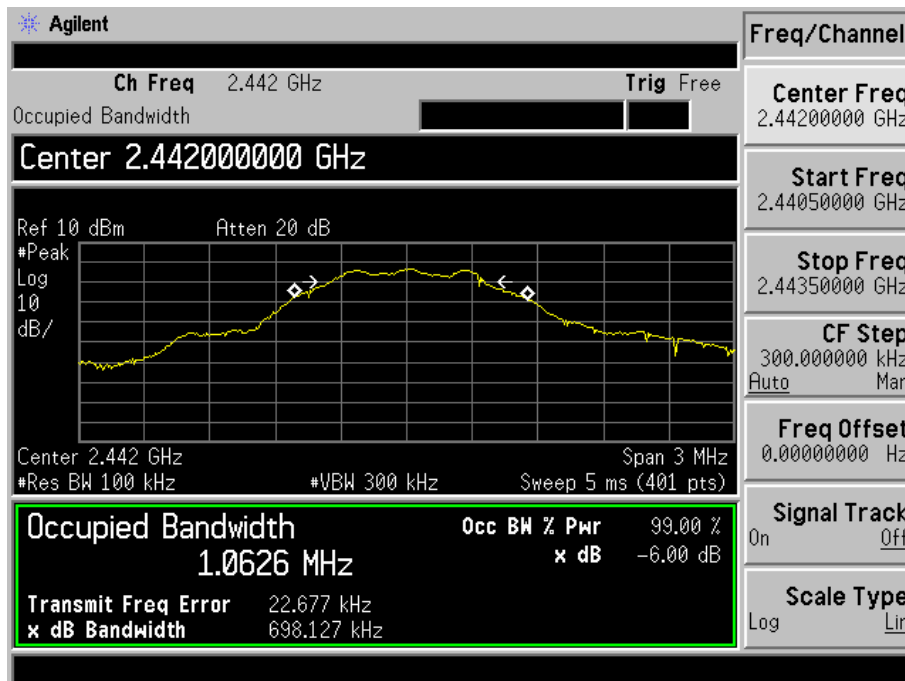 Agilent
Freq/Channel
Ch Freq 2.442 GHz Trig Free
Occupied Bandwidth
Center 2.442000000 GHz
Ref 10 dBm Atten 20 dB
#Peak
Log
10
dB/
Center 2.442 GHz Span 3 MHz
#Res BW 100 kHz #VBW 300 kHz Sweep 5 ms (401 pts)
Occupied Bandwidth
1.0626 MHz
Occ BW % Pwr 99.00 %
x dB -6.00 dB
Transmit Freq Error 22.677 kHz
x dB Bandwidth 698.127 kHz
Center Freq
2.44200000 GHz
Start Freq
2.44050000 GHz
Stop Freq
2.44350000 GHz
CF Step
300.000000 kHz
Auto Man
Freq Offset
0.00000000 Hz
Signal Track
On Off
Scale Type
Log Lin